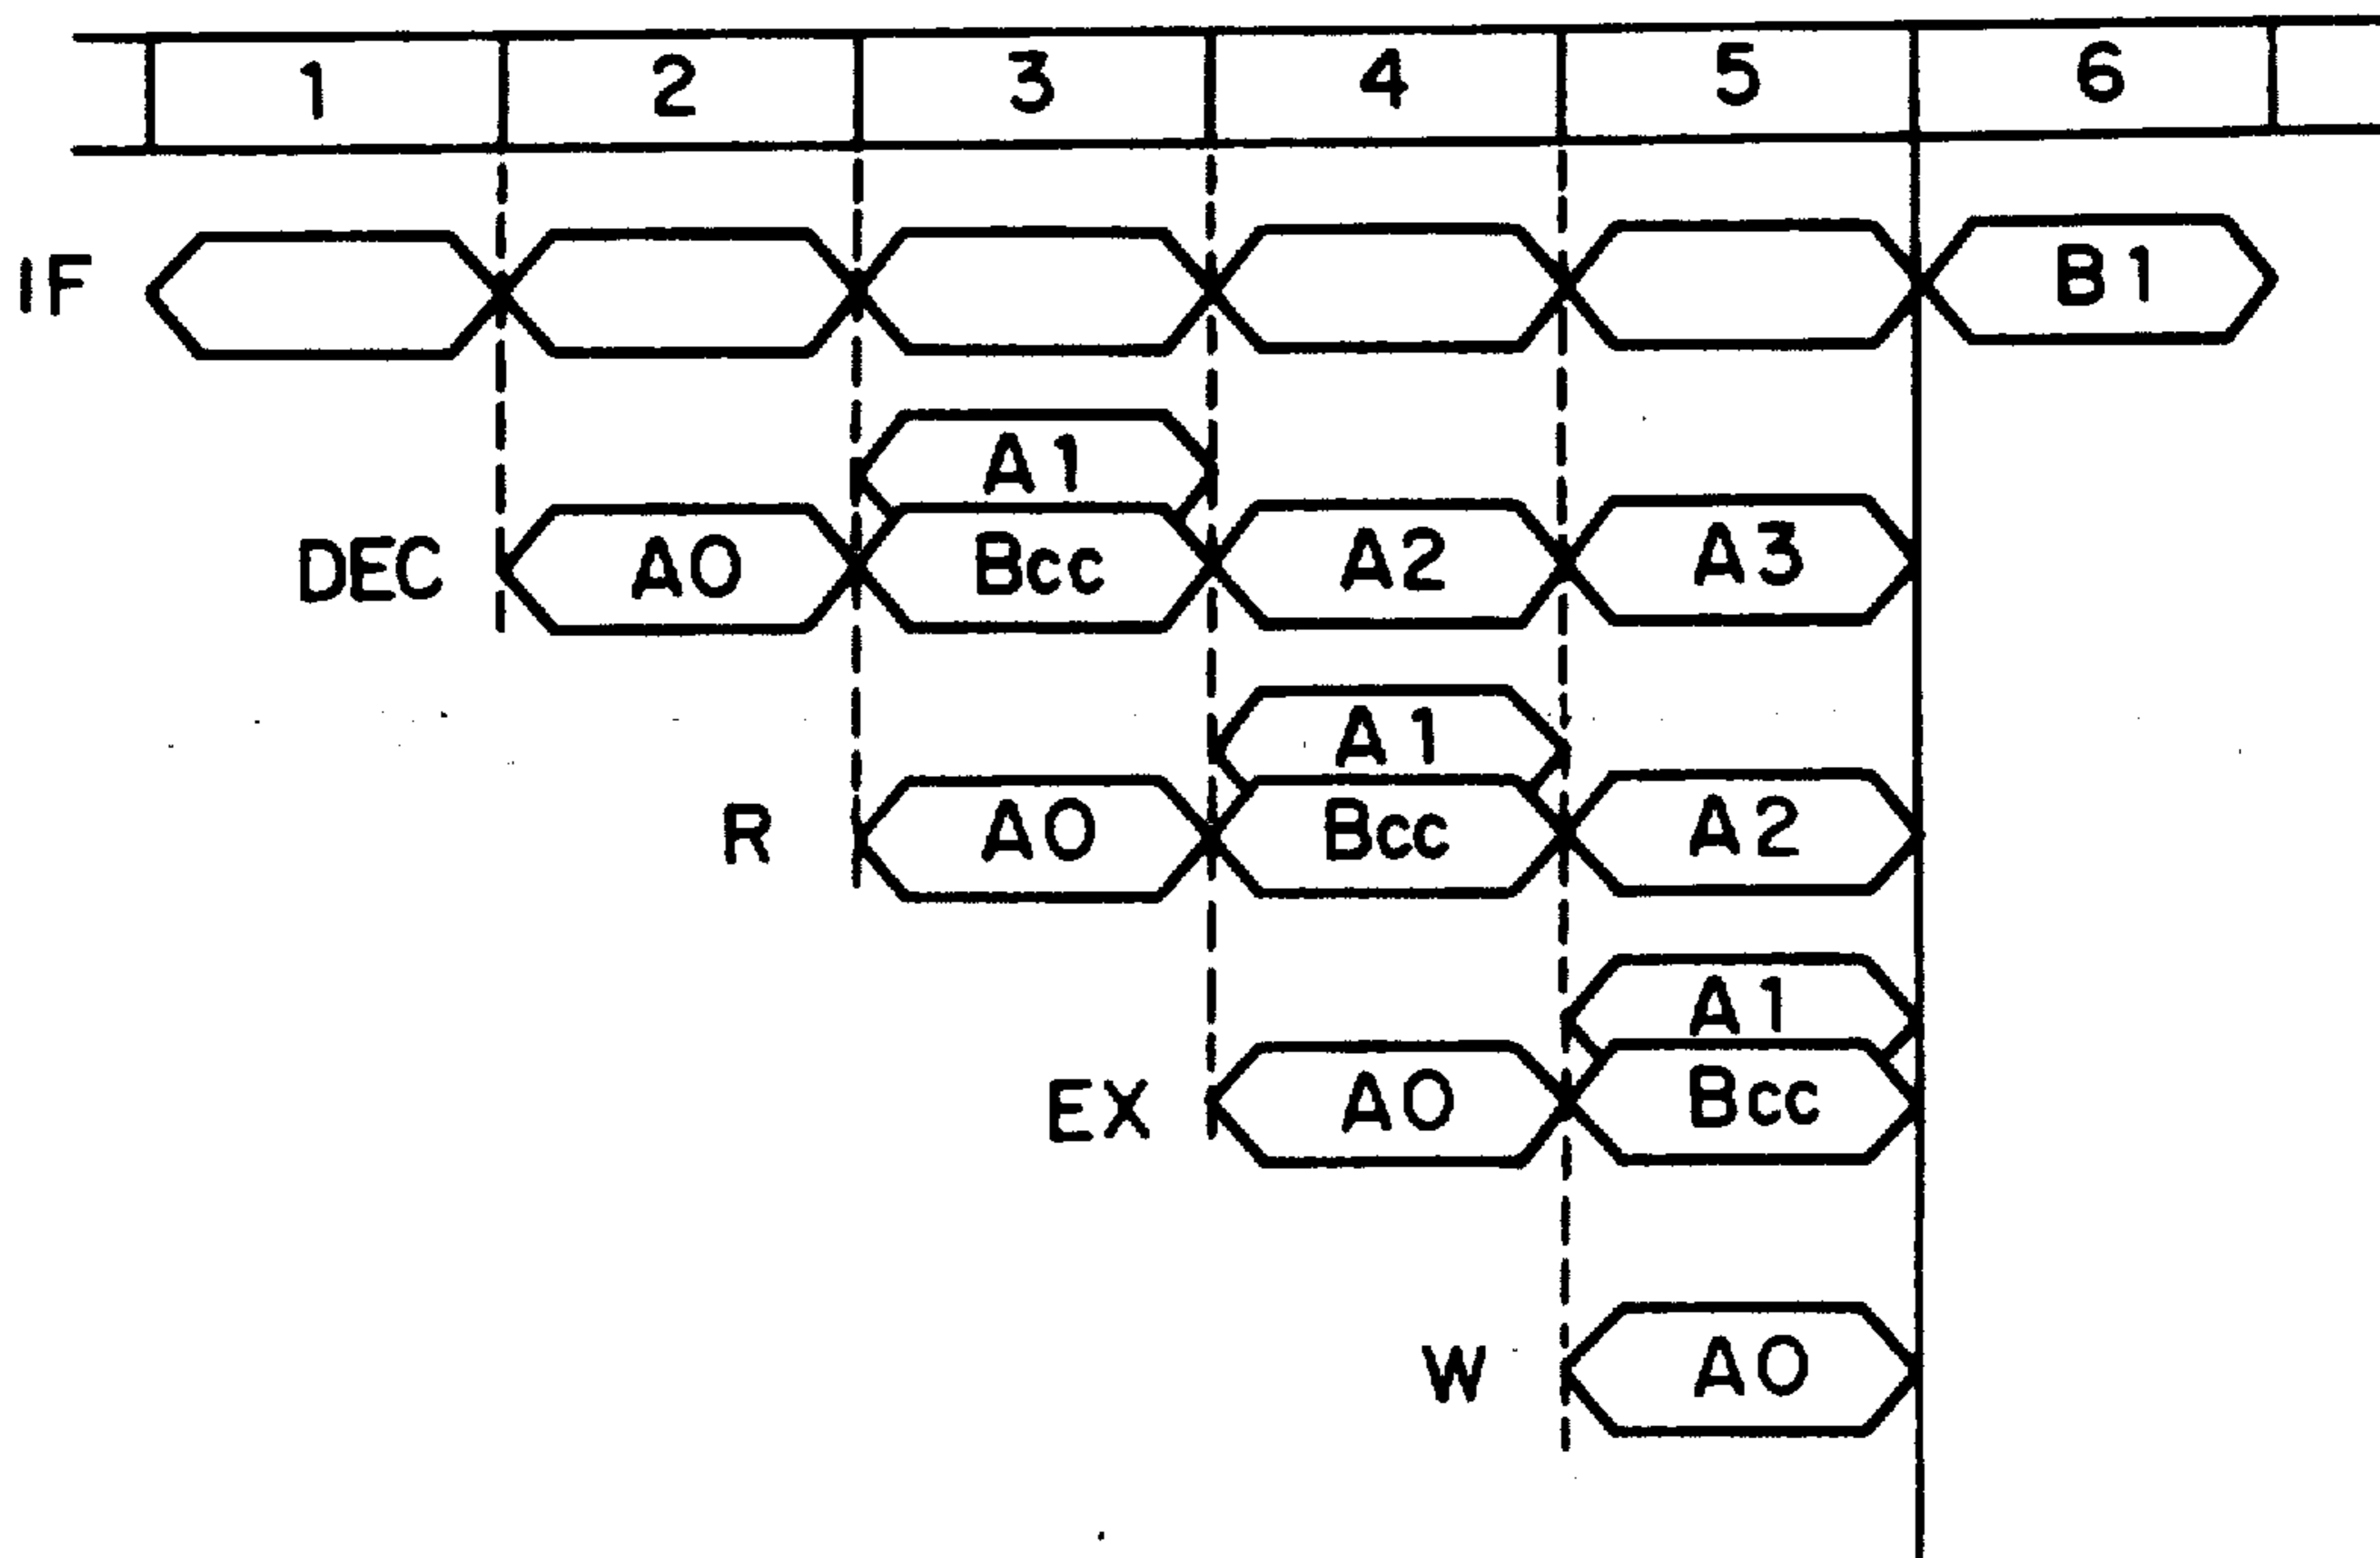 1 2 3 4 5 6
IF B1
A1
DEC A0 Bcc A2 A3
A1
R A0 Bcc A2
A1
EX A0 Bcc
W A0